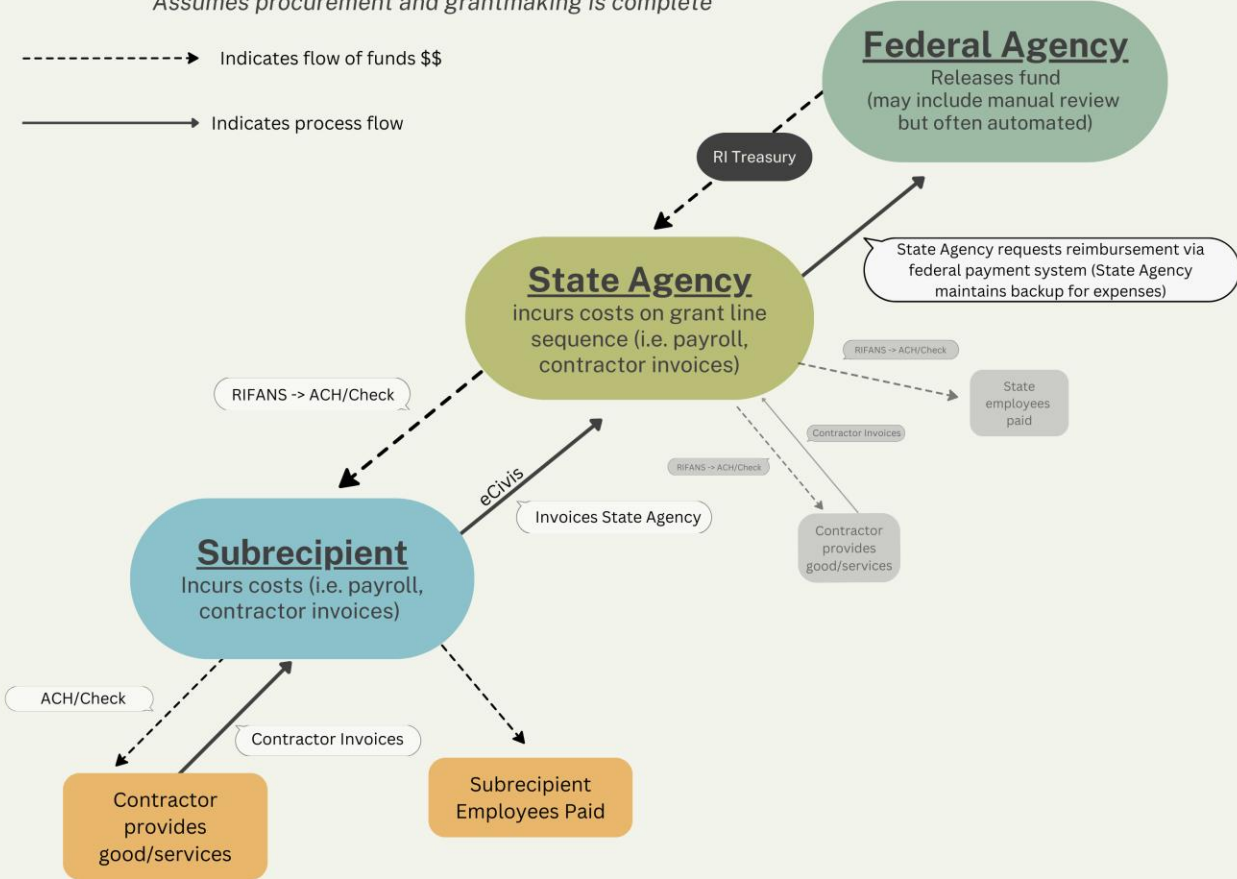 Assumes procurement and grantmaking is complete
Indicates flow of funds $$
Indicates process flow
Federal Agency
Releases fund
(may include manual review
but often automated)
RI Treasury
State Agency requests reimbursement via
federal payment system (State Agency
maintains backup for expenses)
State Agency
incurs costs on grant line
sequence (i.e. payroll,
contractor invoices)
RIFANS -> ACH/Check
State
employees
paid
Contractor Invoices
RIFANS -> ACH/Check
Contractor
provides
good/services
RIFANS -> ACH/Check
eCivis
Invoices State Agency
Subrecipient
Incurs costs (i.e. payroll,
contractor invoices)
ACH/Check
Contractor Invoices
Contractor
provides
good/services
Subrecipient
Employees Paid